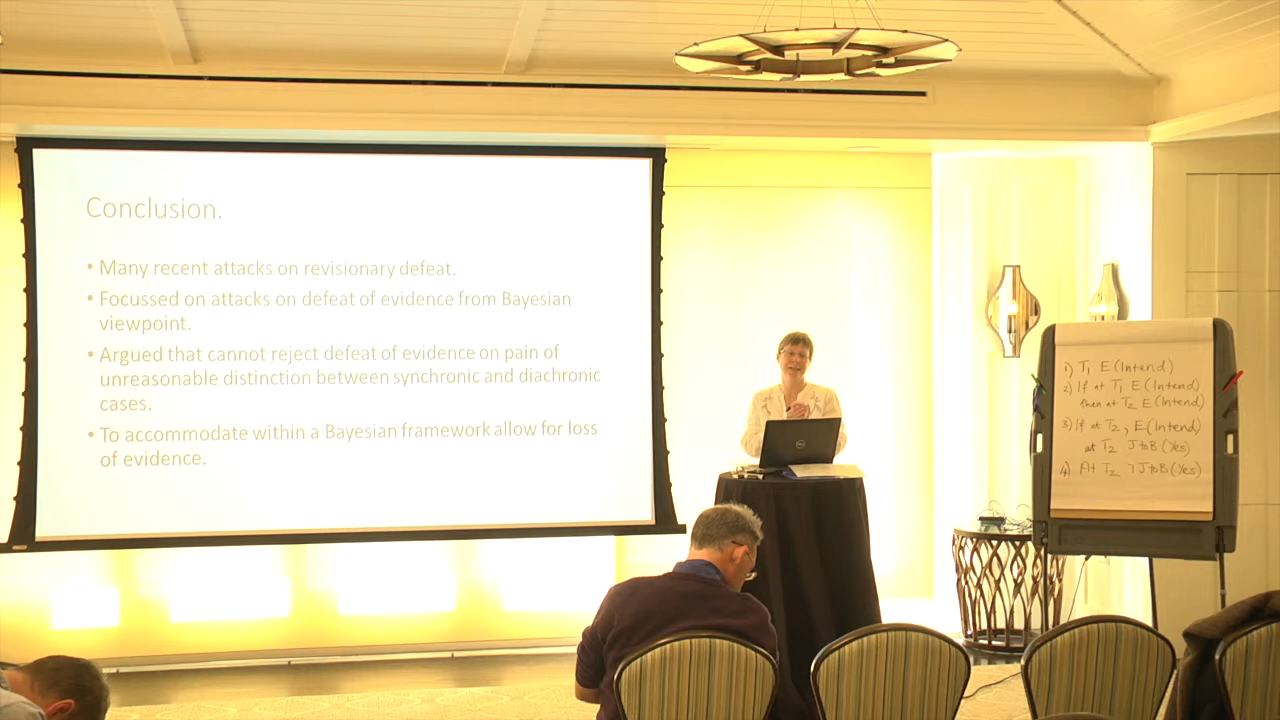 Conclusion.
• Many recent attacks on revisionary defeat.
• Focussed on attacks on defeat of evidence from Bayesian
viewpoint.
• Argued that cannot reject defeat of evidence on pain of
unreasonable distinction between synchronic and diachronic
cases.
• To accommodate within a Bayesian framework allow for loss
of evidence.
DELL
1) T₁ E (Intend)
2) If at T₁ E (Intend)
then at T₂ E (Intend)
3) If at T₂, E (Intend)
at T₂ J to B (Yes)
4) At T₂ ¬ J to B (Yes)